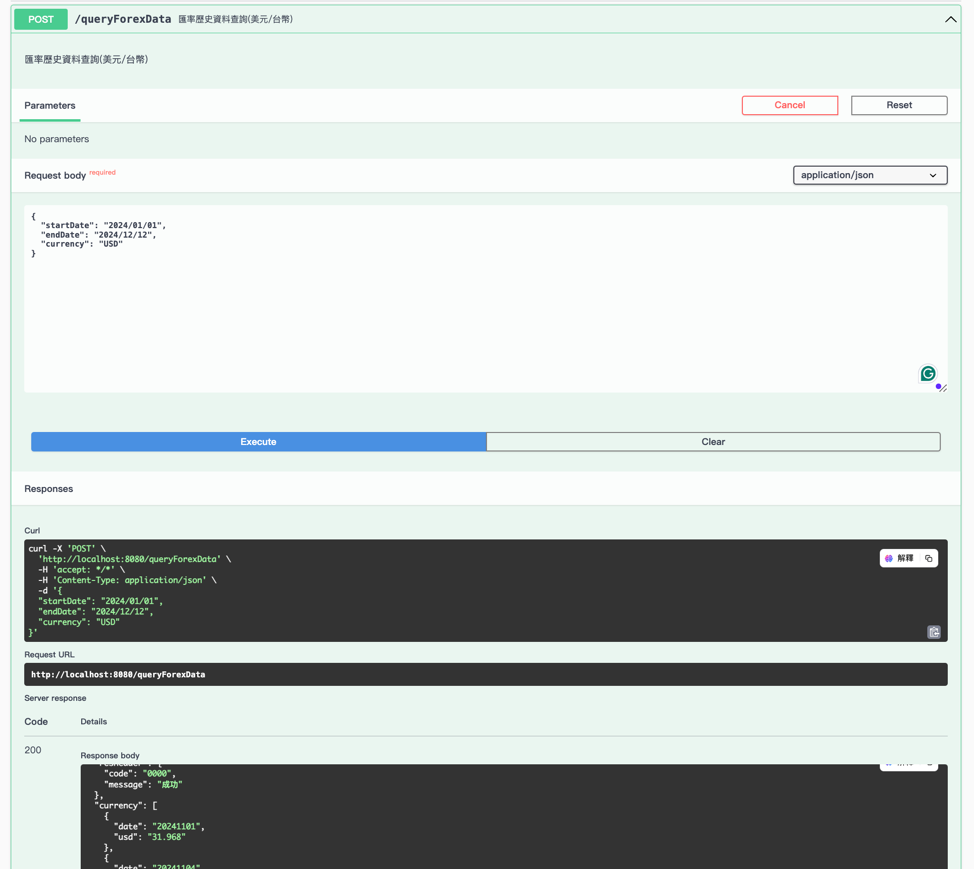 POST /queryForexData 匯率歷史資料查詢(美元/台幣)
匯率歷史資料查詢(美元/台幣)
Parameters
Cancel
Reset
No parameters
Request body required
application/json
{
  "startDate": "2024/01/01",
  "endDate": "2024/12/12",
  "currency": "USD"
}
Execute
Clear
Responses
Curl
curl -X 'POST' \
  'http://localhost:8080/queryForexData' \
  -H 'accept: */*' \
  -H 'Content-Type: application/json' \
  -d '{
  "startDate": "2024/01/01",
  "endDate": "2024/12/12",
  "currency": "USD"
}'
解釋
Request URL
http://localhost:8080/queryForexData
Server response
Code Details
200
Response body
    "code": "0000",
    "message": "成功"
  },
  "currency": [
    {
      "date": "20241101",
      "usd": "31.968"
    },
    {
      "date": "20241104",